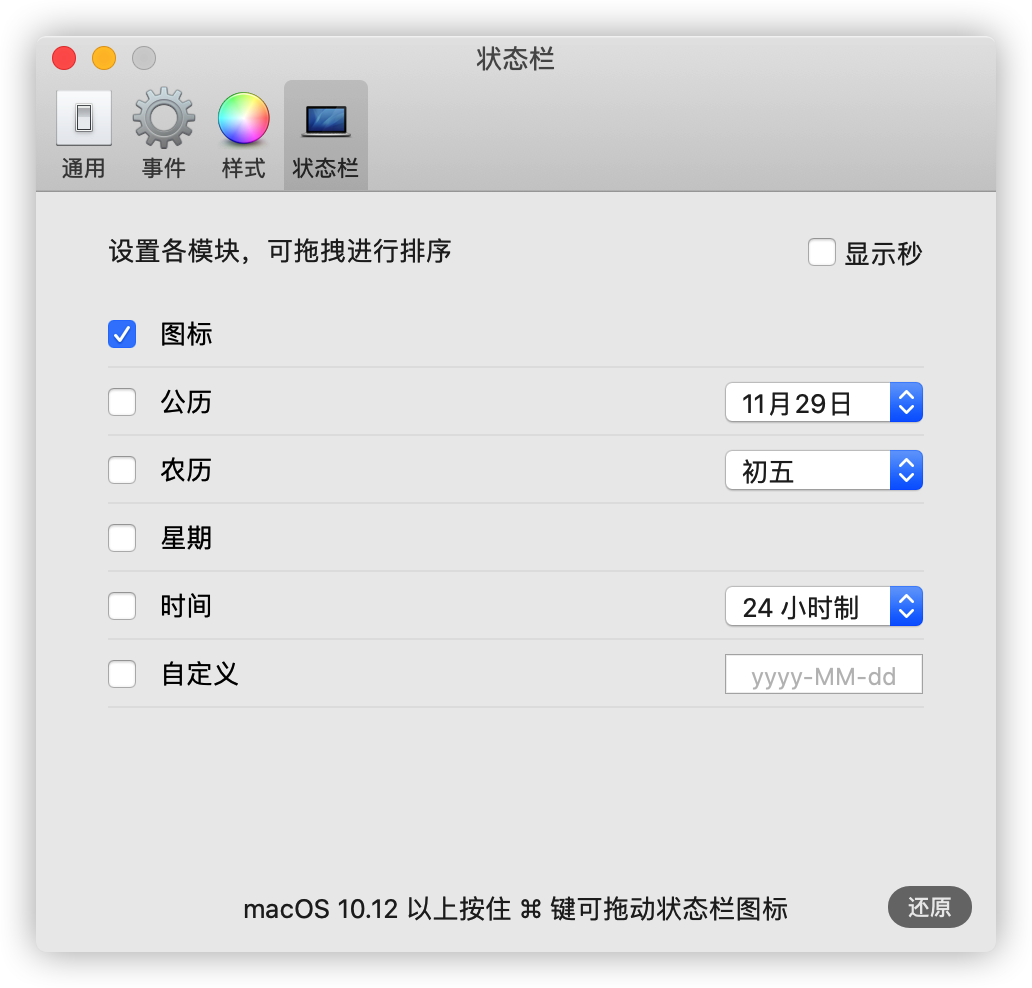 状态栏
通用 事件 样式 状态栏
设置各模块，可拖拽进行排序 显示秒
图标
公历 11月29日
农历 初五
星期
时间 24 小时制
自定义 yyyy-MM-dd
macOS 10.12 以上按住 ⌘ 键可拖动状态栏图标 还原